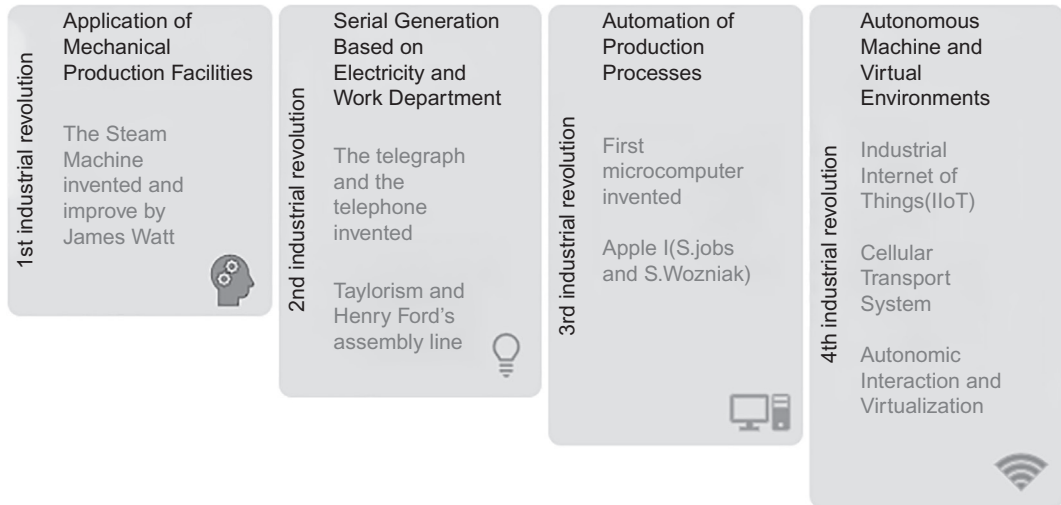 1st industrial revolution
Application of
Mechanical
Production Facilities
The Steam
Machine
invented and
improve by
James Watt
2nd industrial revolution
Serial Generation
Based on
Electricity and
Work Department
The telegraph
and the
telephone
invented
Taylorism and
Henry Ford's
assembly line
3rd industrial revolution
Automation of
Production
Processes
First
microcomputer
invented
Apple I(S.jobs
and S.Wozniak)
4th industrial revolution
Autonomous
Machine and
Virtual
Environments
Industrial
Internet of
Things(IIoT)
Cellular
Transport
System
Autonomic
Interaction and
Virtualization